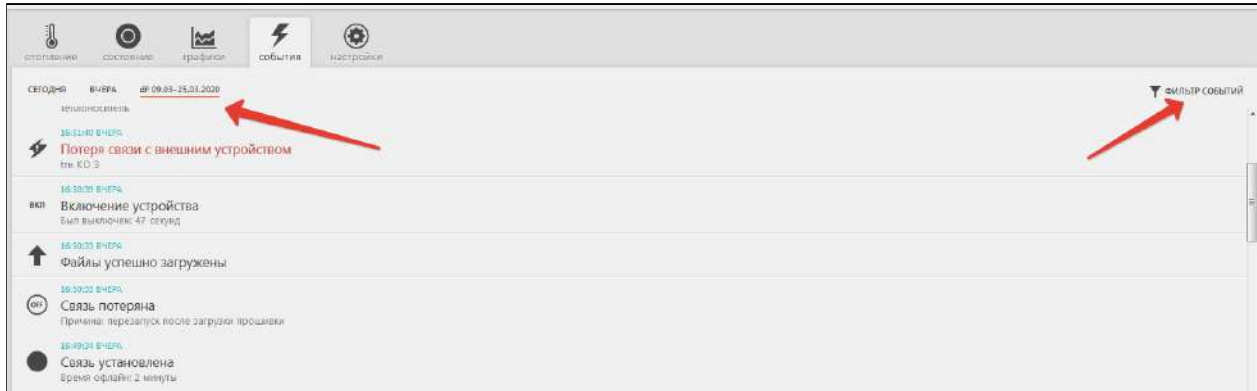 отопление состояние графики события настройки
СЕГОДНЯ ВЧЕРА 09.03–25.03.2020 ФИЛЬТР СОБЫТИЙ
теплоноситель
16:51:40 ВЧЕРА
Потеря связи с внешним устройством
КО 3
16:50:39 ВЧЕРА
ВКЛ Включение устройства
Был выключен: 47 секунд
16:50:33 ВЧЕРА
Файлы успешно загружены
16:50:33 ВЧЕРА
OFF Связь потеряна
Причина: перезапуск после загрузки прошивки
16:49:34 ВЧЕРА
Связь установлена
Время офлайн: 2 минуты